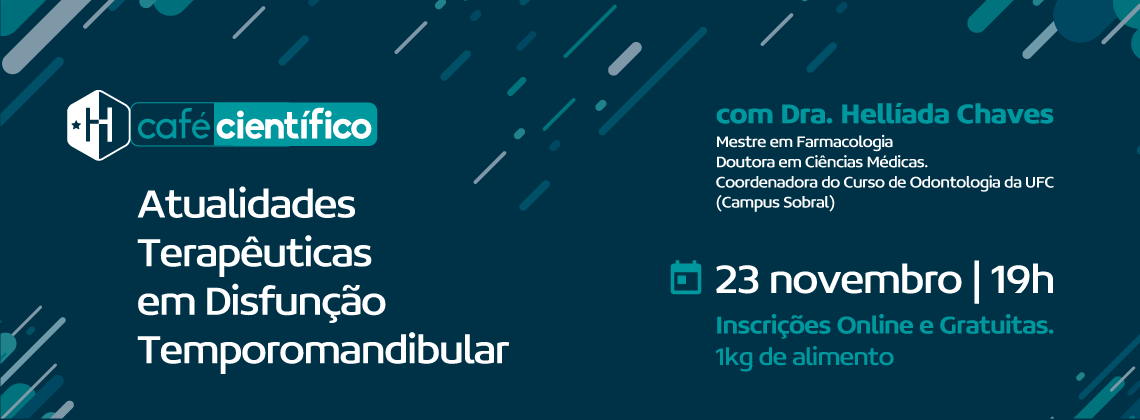 H café científico
Atualidades
Terapêuticas
em Disfunção
Temporomandibular
com Dra. Hellíada Chaves
Mestre em Farmacologia
Doutora em Ciências Médicas.
Coordenadora do Curso de Odontologia da UFC
(Campus Sobral)
23 novembro | 19h
Inscrições Online e Gratuitas.
1kg de alimento